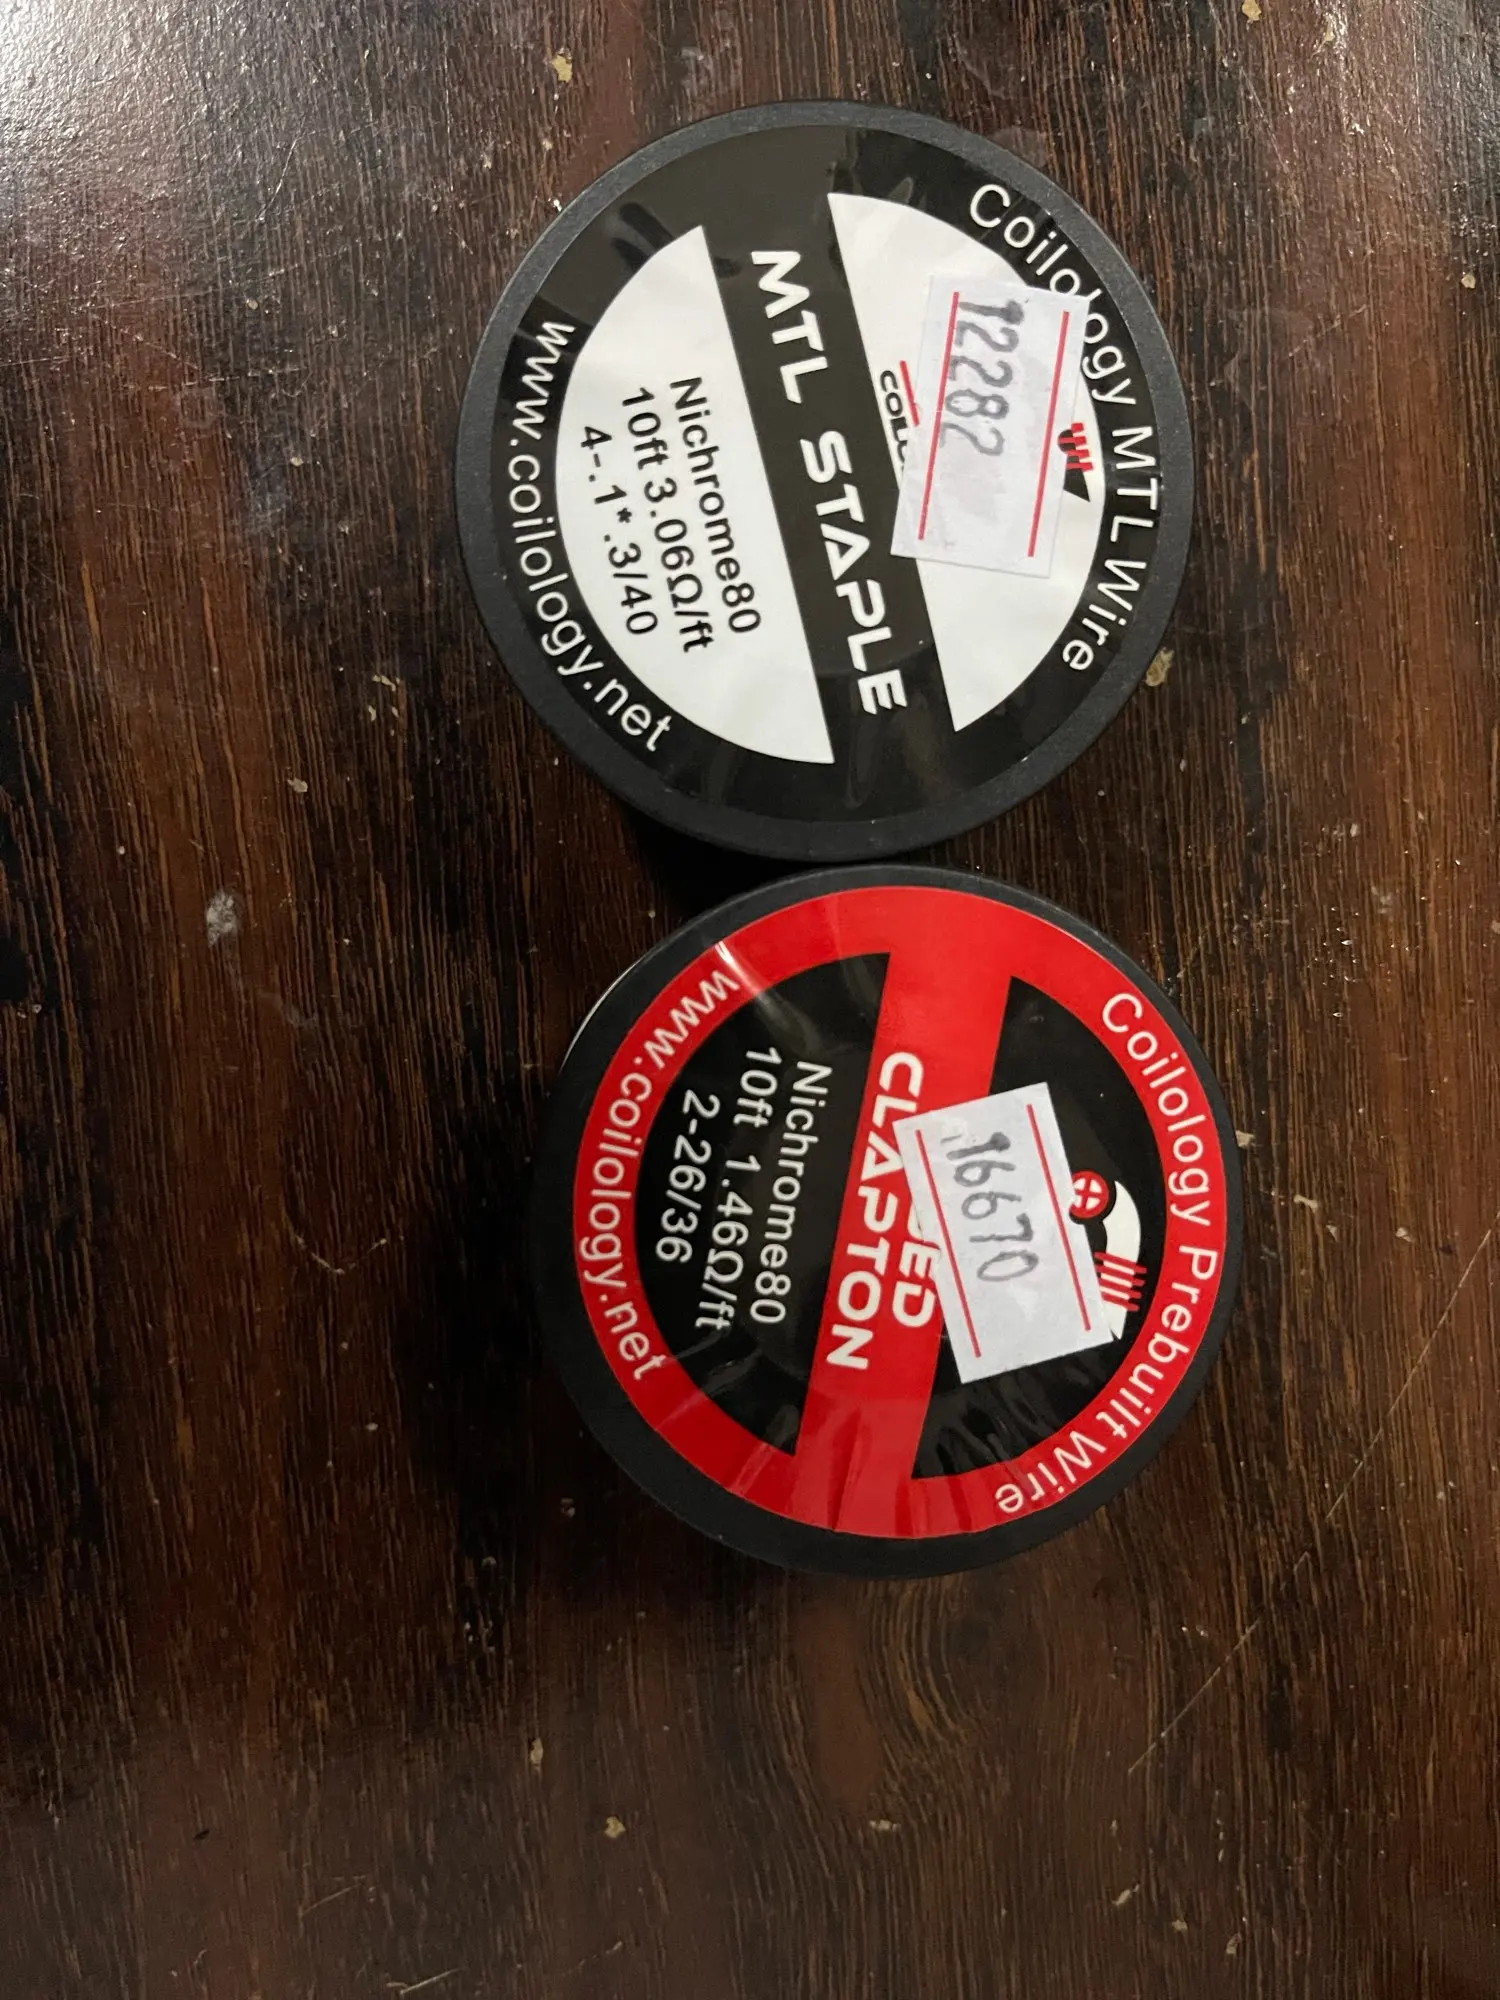 Coilology MTL Wire
12282
MTL STAPLE
Nichrome80
10ft 3.06Ω/ft
4-.1*.3/40
www.coilology.net
Coilology Prebuilt Wire
16670
CLAPTON
Nichrome80
10ft 1.46Ω/ft
2-26/36
www.coilology.net